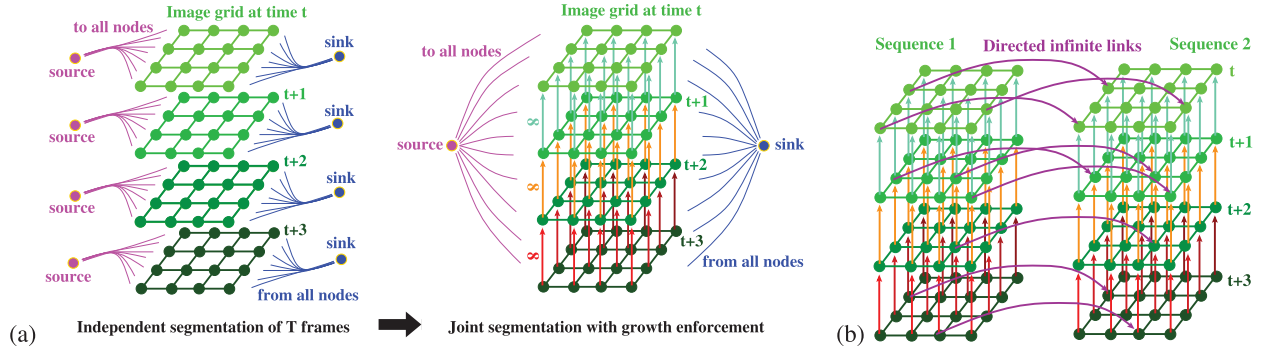 Image grid at time t
to all nodes
sink
source
t+1
sink
source
t+2
sink
source
t+3
sink
source
from all nodes
(a)
Independent segmentation of T frames
Image grid at time t
to all nodes
t+1
∞
source
sink
t+2
∞
t+3
∞
from all nodes
Joint segmentation with growth enforcement
Sequence 1
Directed infinite links
Sequence 2
t
t+1
t+2
t+3
(b)